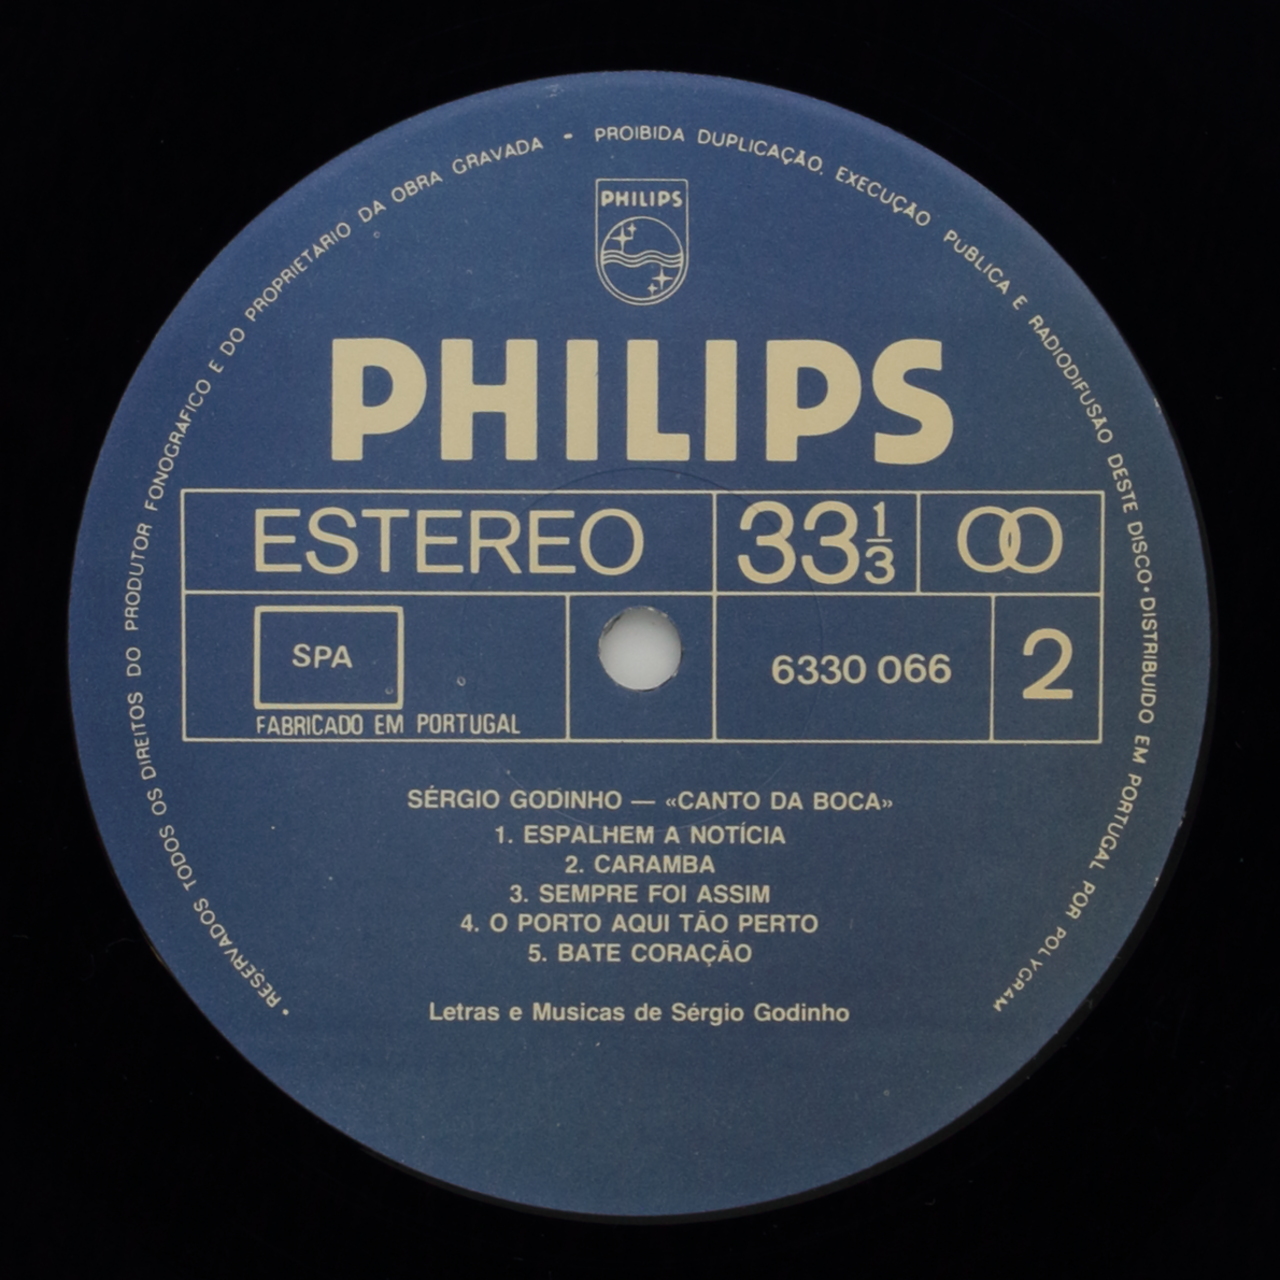 • RESERVADOS TODOS OS DIREITOS DO PRODUTOR FONOGRAFICO E DO PROPRIETARIO DA OBRA GRAVADA - PROIBIDA DUPLICAÇÃO, EXECUÇÃO PUBLICA E RADIODIFUSÃO DESTE DISCO • DISTRIBUIDO EM PORTUGAL POR POLYGRAM
PHILIPS
PHILIPS
ESTEREO 33 1/3
SPA
6330 066 2
FABRICADO EM PORTUGAL
SÉRGIO GODINHO — «CANTO DA BOCA»
1. ESPALHEM A NOTÍCIA
2. CARAMBA
3. SEMPRE FOI ASSIM
4. O PORTO AQUI TÃO PERTO
5. BATE CORAÇÃO
Letras e Musicas de Sérgio Godinho